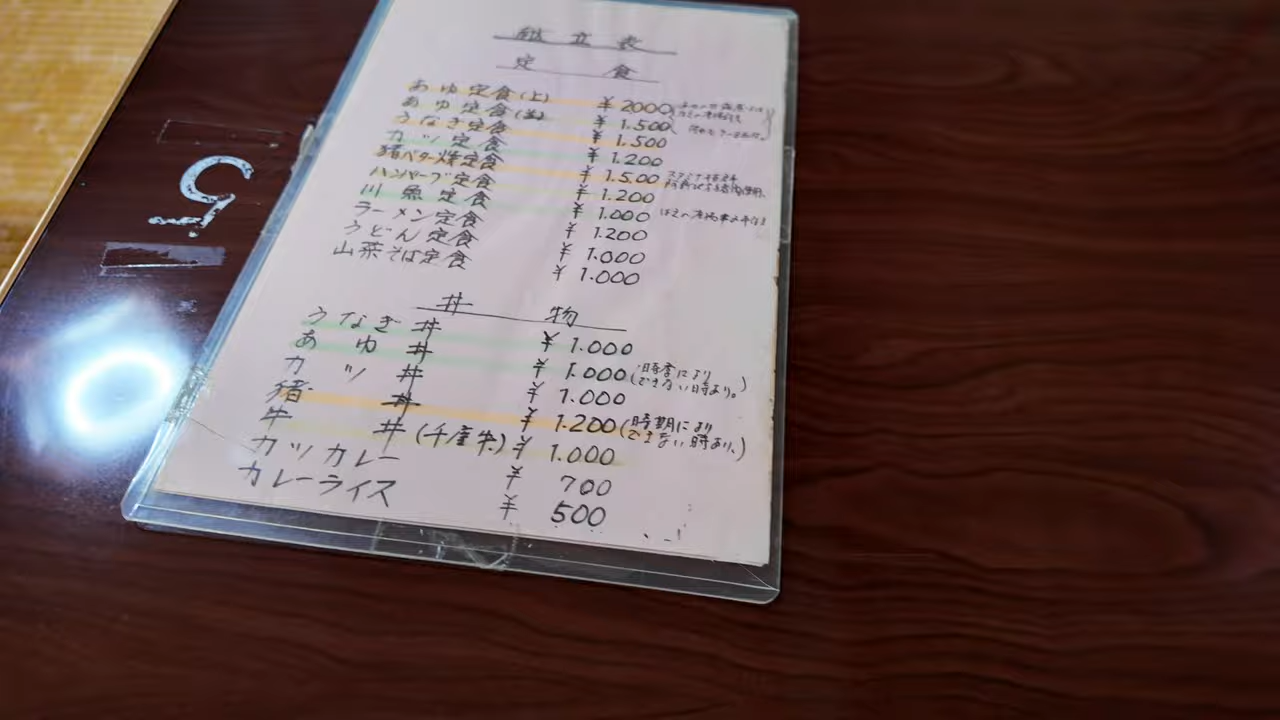 献立表
定食
あゆ定食(上) ¥2000
あゆ定食(並) ¥1.500
うなぎ定食 ¥1.500
カツ定食 ¥1.200
猪バター焼定食 ¥1.500
ハンバーグ定食 ¥1.200
川魚定食 ¥1.000
ラーメン定食 ¥1.200
うどん定食 ¥1.000
山菜そば定食 ¥1.000
丼物
うなぎ丼 ¥1.000
あゆ丼 ¥1.000 (時季により
できない時あり。)
カツ丼 ¥1.000
猪丼 ¥1.200 (時期により
できない時あり、)
牛丼(千産牛) ¥1.000
カツカレー ¥700
カレーライス ¥500
5